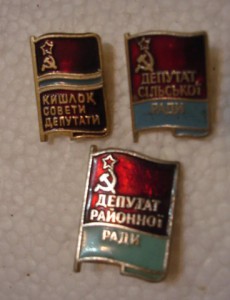 КИШЛОҚ
СОВЕТИ
ДЕПУТАТИ
ДЕПУТАТ
СІЛЬСЬКОЇ
РАДИ
ДЕПУТАТ
РАЙОННОЇ
РАДИ